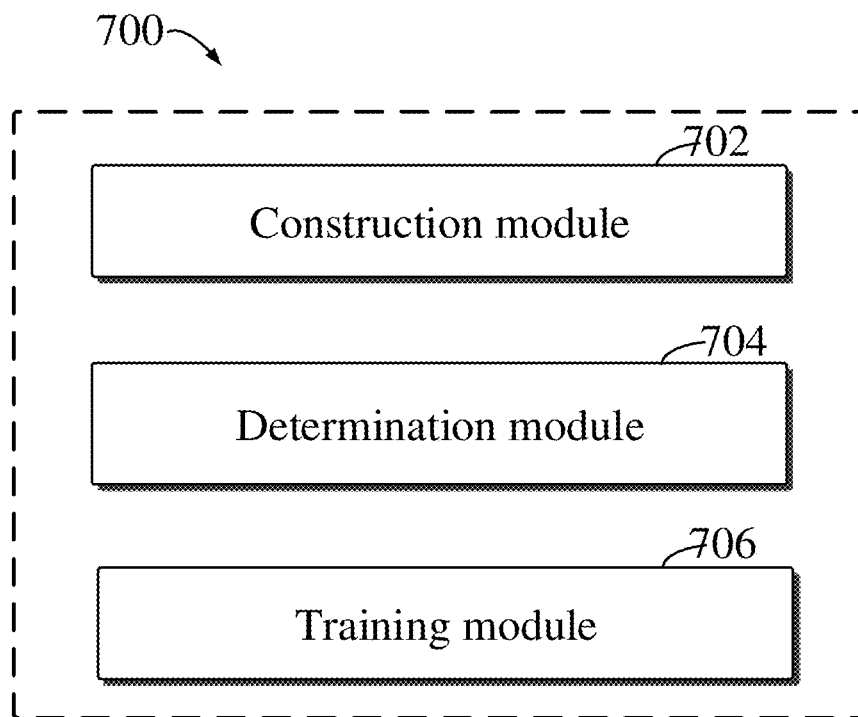 700
702
Construction module
704
Determination module
706
Training module